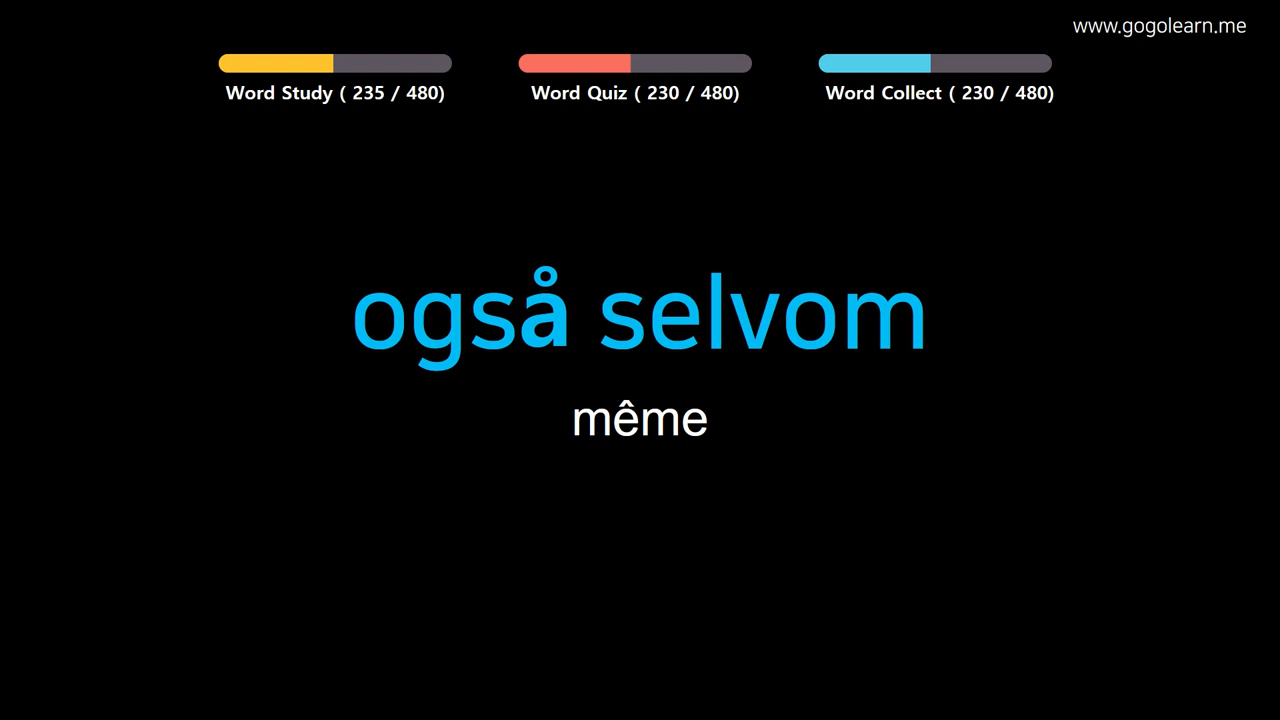 www.gogolearn.me
Word Study ( 235 / 480)
Word Quiz ( 230 / 480)
Word Collect ( 230 / 480)
også selvom
même